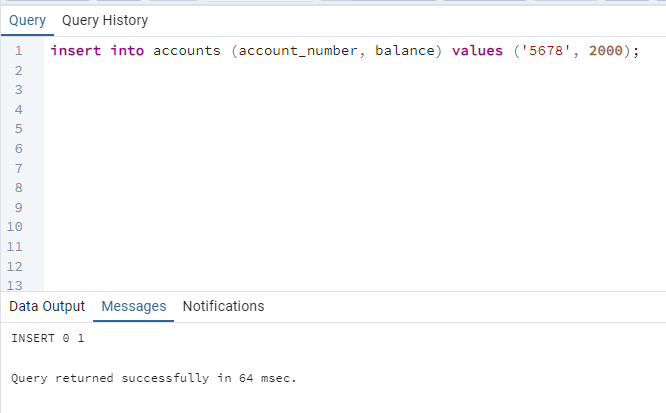 Query Query History
1 insert into accounts (account_number, balance) values ('5678', 2000);
2
3
4
5
6
7
8
9
10
11
12
13
Data Output Messages Notifications
INSERT 0 1
Query returned successfully in 64 msec.